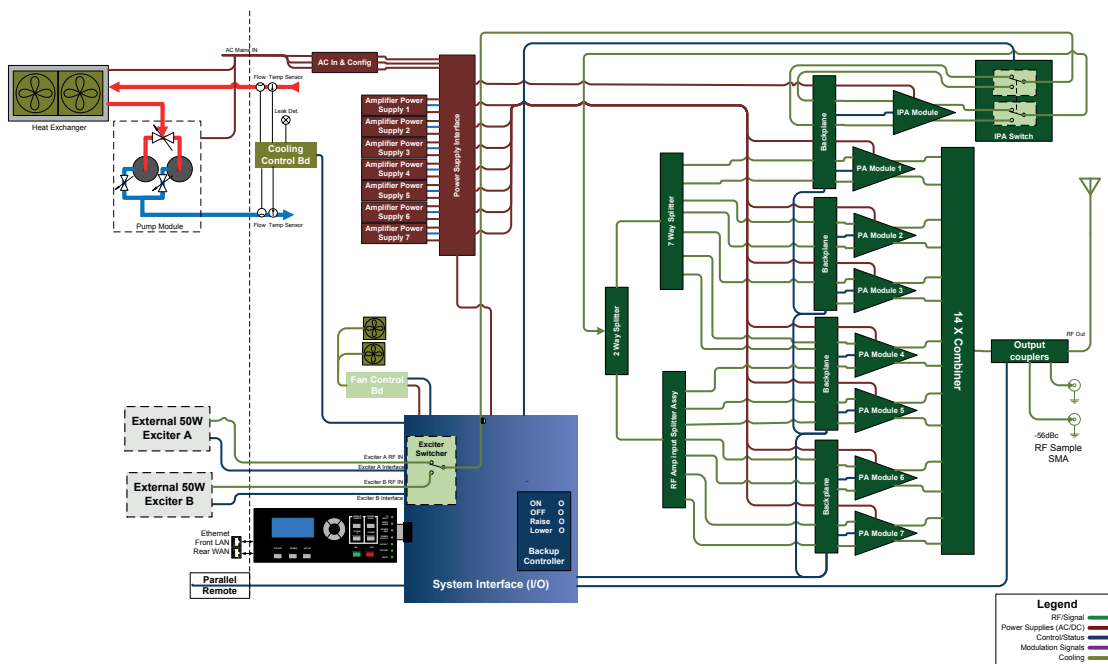 AC Mains IN
AC In & Config
Flow
Temp Sensor
Leak Det.
Heat Exchanger
Cooling
Control Bd
Flow
Temp Sensor
Pump Module
Amplifier Power
Supply 1
Amplifier Power
Supply 2
Amplifier Power
Supply 3
Amplifier Power
Supply 4
Amplifier Power
Supply 5
Amplifier Power
Supply 6
Amplifier Power
Supply 7
Power Supply Interface
Backplane
IPA Module
IPA Switch
PA Module 1
7 Way Splitter
Backplane
PA Module 2
PA Module 3
2 Way Splitter
Backplane
PA Module 4
PA Module 5
RF Amp input Splitter Assy
Backplane
PA Module 6
PA Module 7
14 X Combiner
RF Out
Output
couplers
-56dBc
RF Sample
SMA
Fan Control
Bd
External 50W
Exciter A
External 50W
Exciter B
Exciter A RF IN
Exciter A Interface
Exciter B RF IN
Exciter B Interface
Exciter
Switcher
ON O
OFF O
Raise O
Lower O
Backup
Controller
Ethernet
Front LAN
Rear WAN
Parallel
Remote
System Interface (I/O)
Legend
RF/Signal
Power Supplies (AC/DC)
Control/Status
Modulation Signals
Cooling